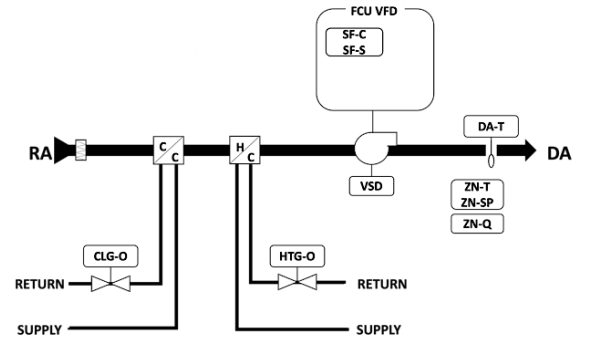 FCU VFD
SF-C
SF-S
DA-T
RA
C
C
H
C
DA
VSD
ZN-T
ZN-SP
ZN-Q
CLG-O
HTG-O
RETURN
RETURN
SUPPLY
SUPPLY